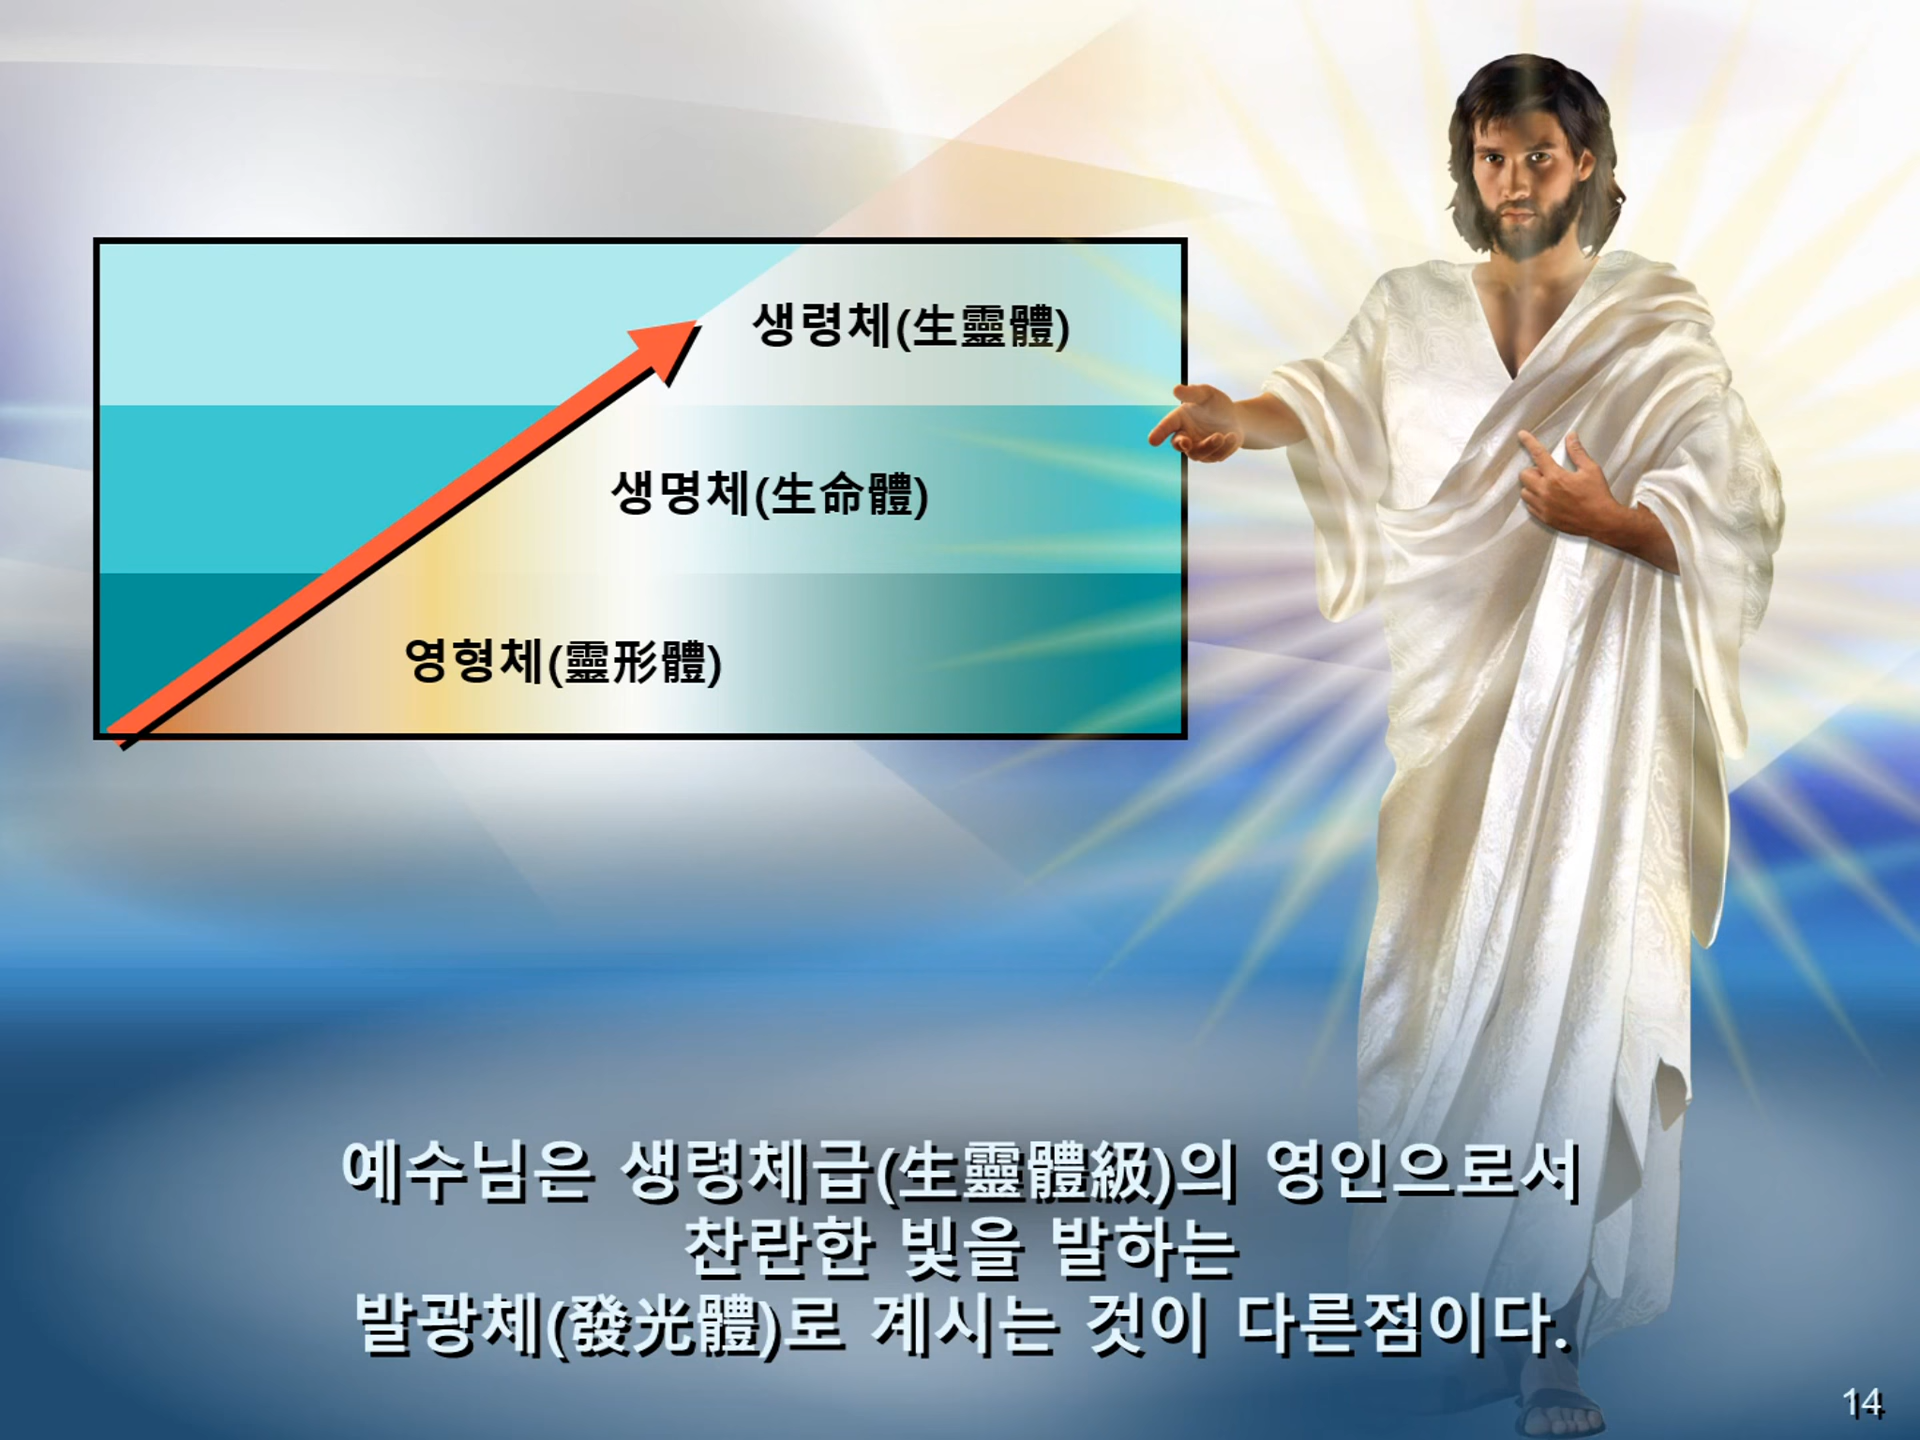 생령체(生靈體)
생명체(生命體)
영형체(靈形體)
예수님은 생령체급(生靈體級)의 영인으로서
찬란한 빛을 발하는
발광체(發光體)로 계시는 것이 다른점이다.
14